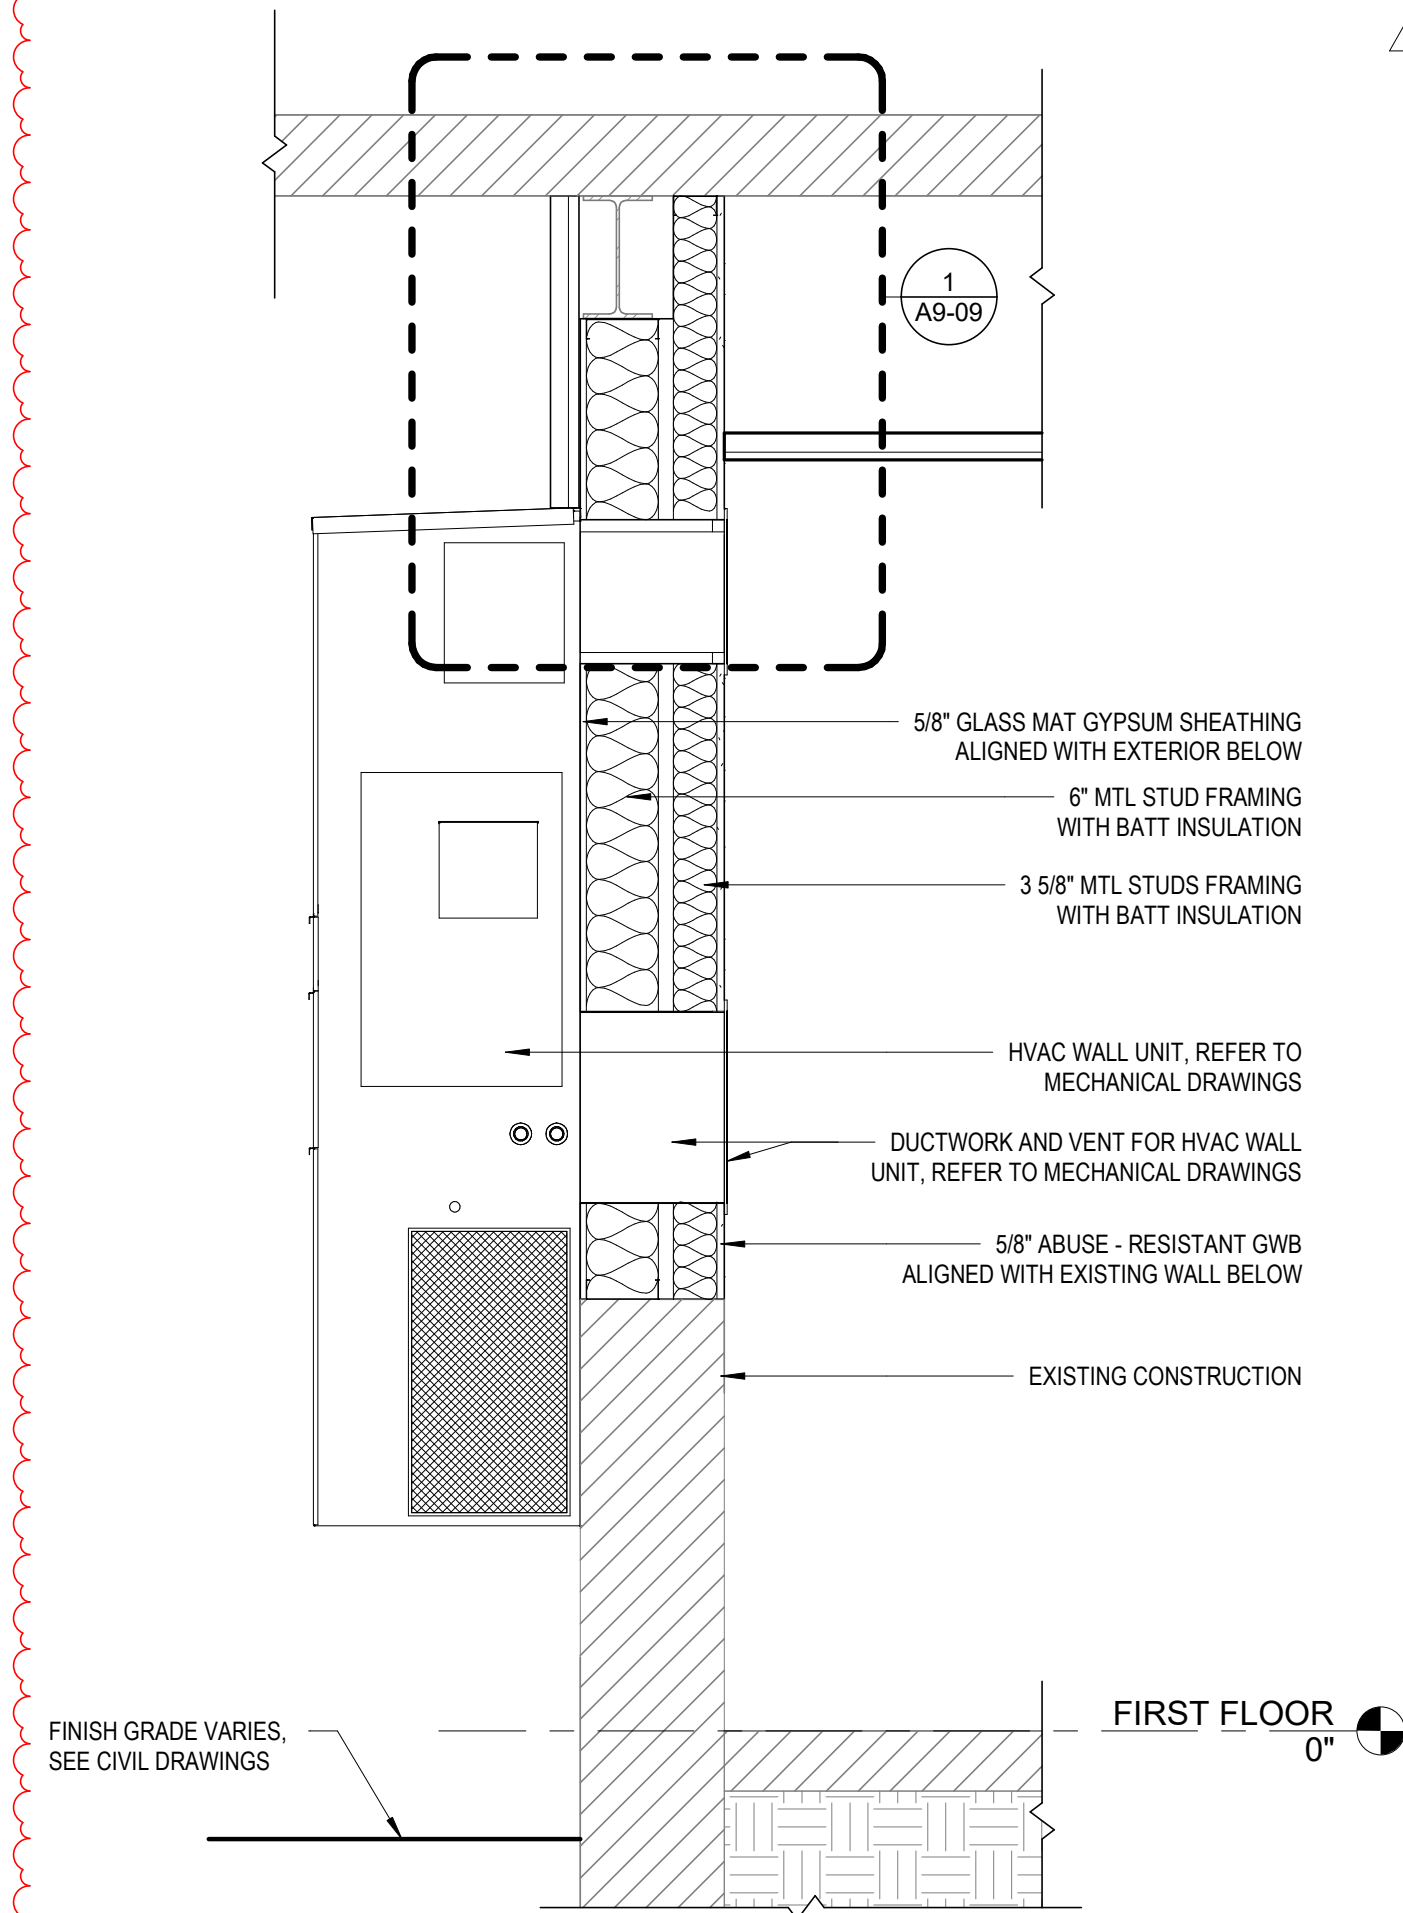 1
A9-09
5/8" GLASS MAT GYPSUM SHEATHING
ALIGNED WITH EXTERIOR BELOW
6" MTL STUD FRAMING
WITH BATT INSULATION
3 5/8" MTL STUDS FRAMING
WITH BATT INSULATION
HVAC WALL UNIT, REFER TO
MECHANICAL DRAWINGS
DUCTWORK AND VENT FOR HVAC WALL
UNIT, REFER TO MECHANICAL DRAWINGS
5/8" ABUSE - RESISTANT GWB
ALIGNED WITH EXISTING WALL BELOW
EXISTING CONSTRUCTION
FIRST FLOOR
0"
FINISH GRADE VARIES,
SEE CIVIL DRAWINGS